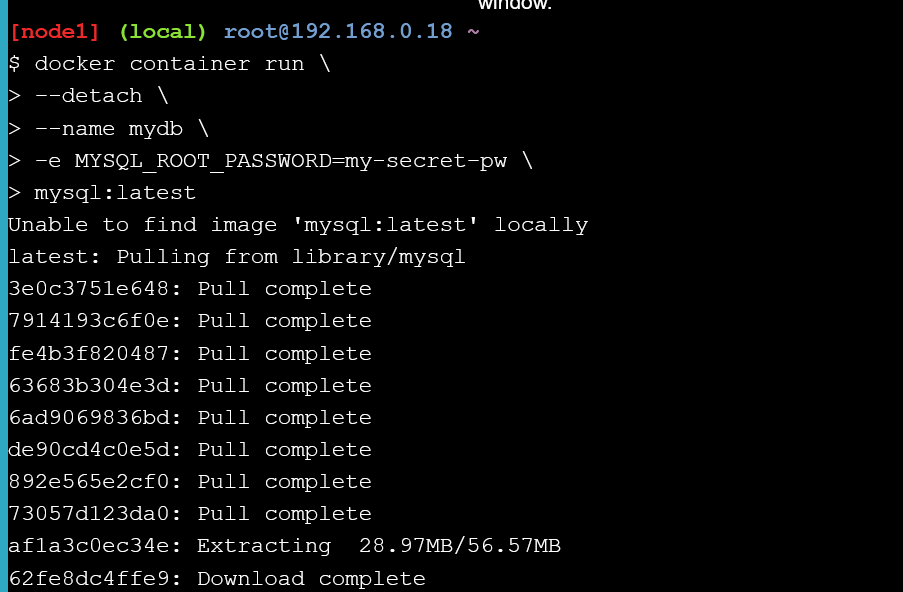 window.
[node1] (local) root@192.168.0.18 ~
$ docker container run \
> --detach \
> --name mydb \
> -e MYSQL_ROOT_PASSWORD=my-secret-pw \
> mysql:latest
Unable to find image 'mysql:latest' locally
latest: Pulling from library/mysql
3e0c3751e648: Pull complete
7914193c6f0e: Pull complete
fe4b3f820487: Pull complete
63683b304e3d: Pull complete
6ad9069836bd: Pull complete
de90cd4c0e5d: Pull complete
892e565e2cf0: Pull complete
73057d123da0: Pull complete
af1a3c0ec34e: Extracting  28.97MB/56.57MB
62fe8dc4ffe9: Download complete